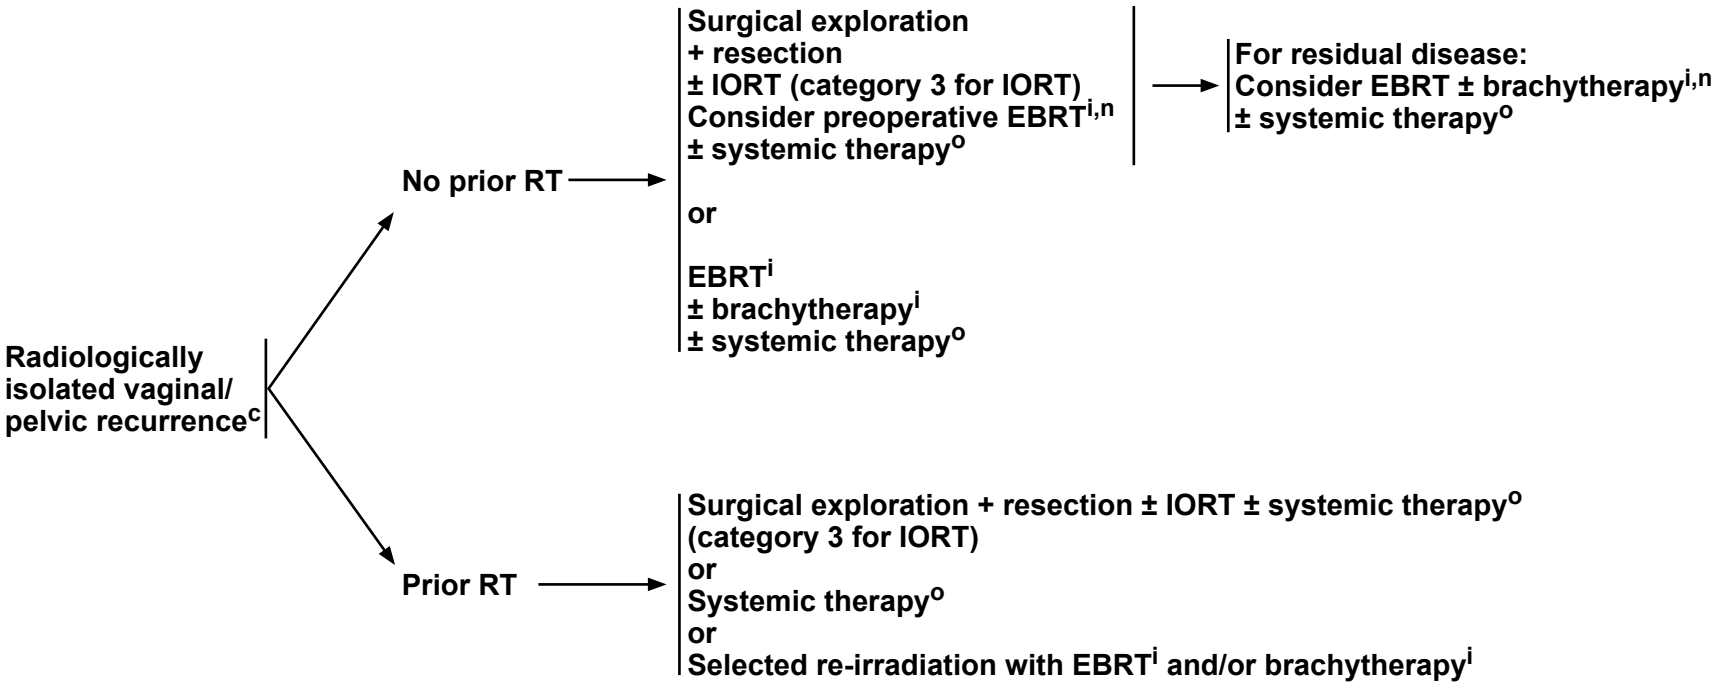 Radiologically
isolated vaginal/
pelvic recurrenceᶜ
No prior RT
Surgical exploration
+ resection
± IORT (category 3 for IORT)
Consider preoperative EBRTⁱ,ⁿ
± systemic therapyᵒ
or
EBRTⁱ
± brachytherapyⁱ
± systemic therapyᵒ
For residual disease:
Consider EBRT ± brachytherapyⁱ,ⁿ
± systemic therapyᵒ
Prior RT
Surgical exploration + resection ± IORT ± systemic therapyᵒ
(category 3 for IORT)
or
Systemic therapyᵒ
or
Selected re-irradiation with EBRTⁱ and/or brachytherapyⁱ